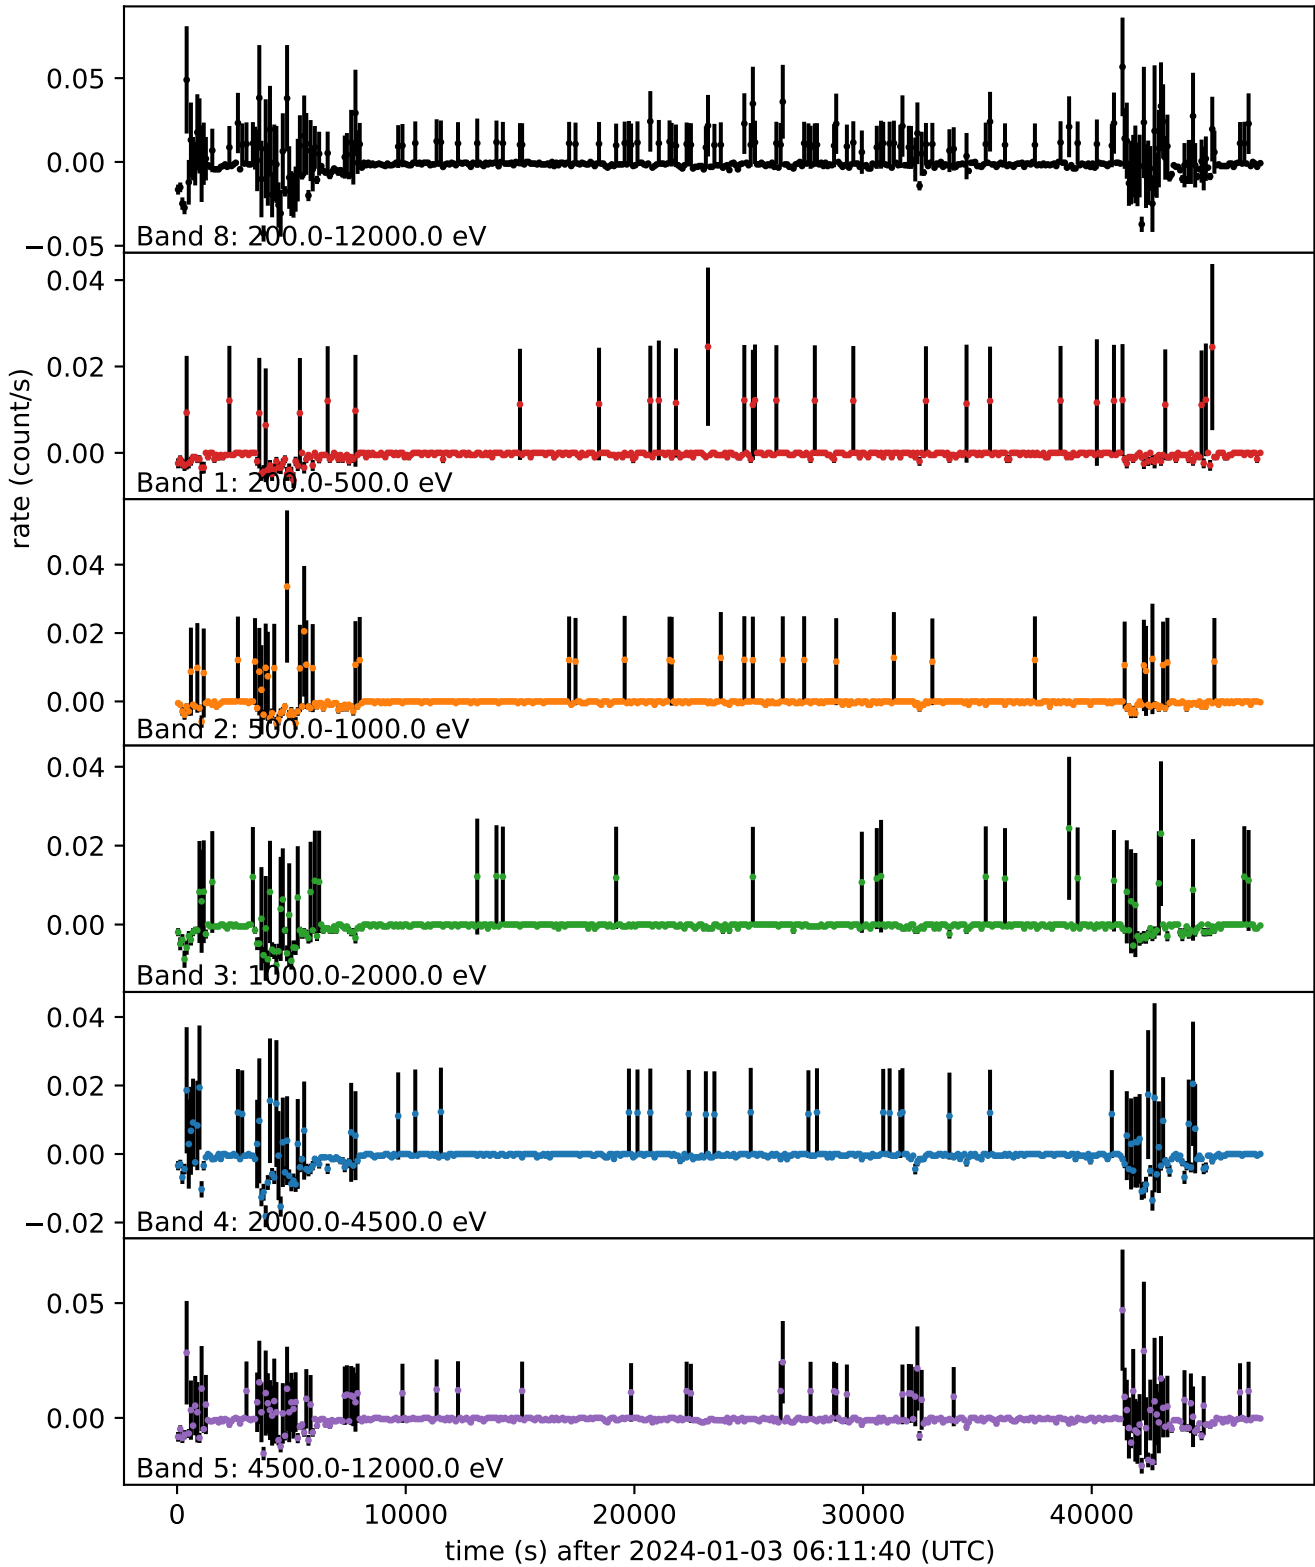 0.05
0.00
−0.05
Band 8: 200.0-12000.0 eV
0.04
0.02
0.00
Band 1: 200.0-500.0 eV
rate (count/s)
0.04
0.02
0.00
Band 2: 500.0-1000.0 eV
0.04
0.02
0.00
Band 3: 1000.0-2000.0 eV
0.04
0.02
0.00
−0.02
Band 4: 2000.0-4500.0 eV
0.05
0.00
Band 5: 4500.0-12000.0 eV
0 10000 20000 30000 40000
time (s) after 2024-01-03 06:11:40 (UTC)